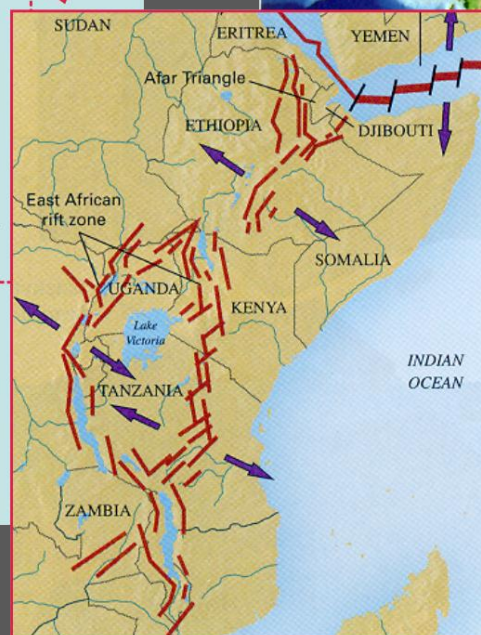 SUDAN
ERITREA
YEMEN
Afar Triangle
ETHIOPIA
DJIBOUTI
East African
rift zone
SOMALIA
UGANDA
KENYA
Lake
Victoria
INDIAN
OCEAN
TANZANIA
ZAMBIA